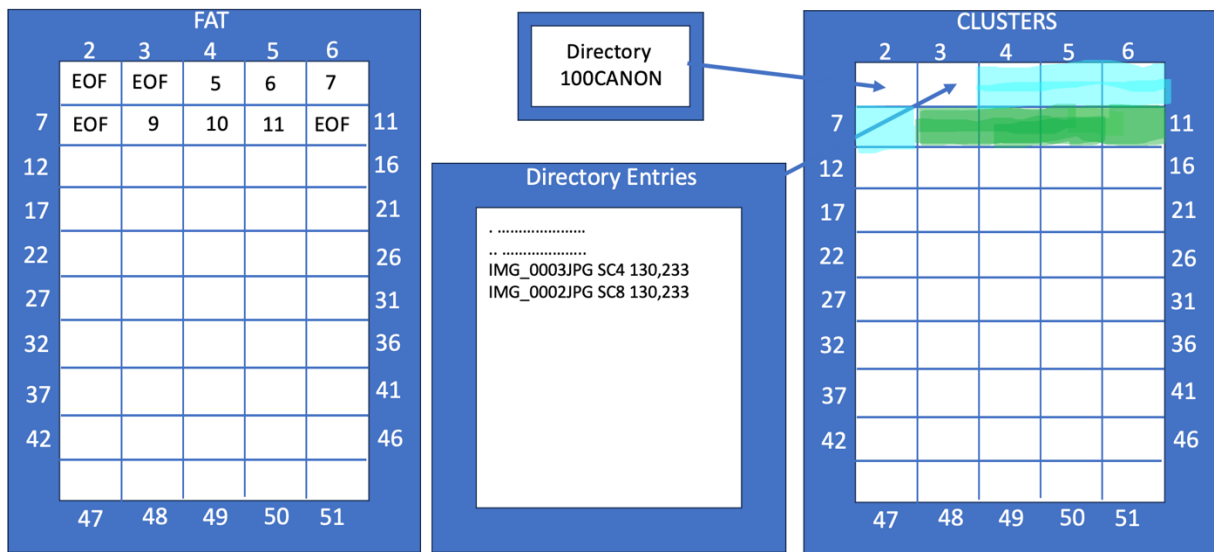 FAT
2 3 4 5 6
EOF EOF 5 6 7
7 EOF 9 10 11 EOF 11
12 16
17 21
22 26
27 31
32 36
37 41
42 46
47 48 49 50 51
Directory
100CANON
Directory Entries
. .....................
.. .....................
IMG_0003JPG SC4 130,233
IMG_0002JPG SC8 130,233
CLUSTERS
2 3 4 5 6
7 11
12 16
17 21
22 26
27 31
32 36
37 41
42 46
47 48 49 50 51